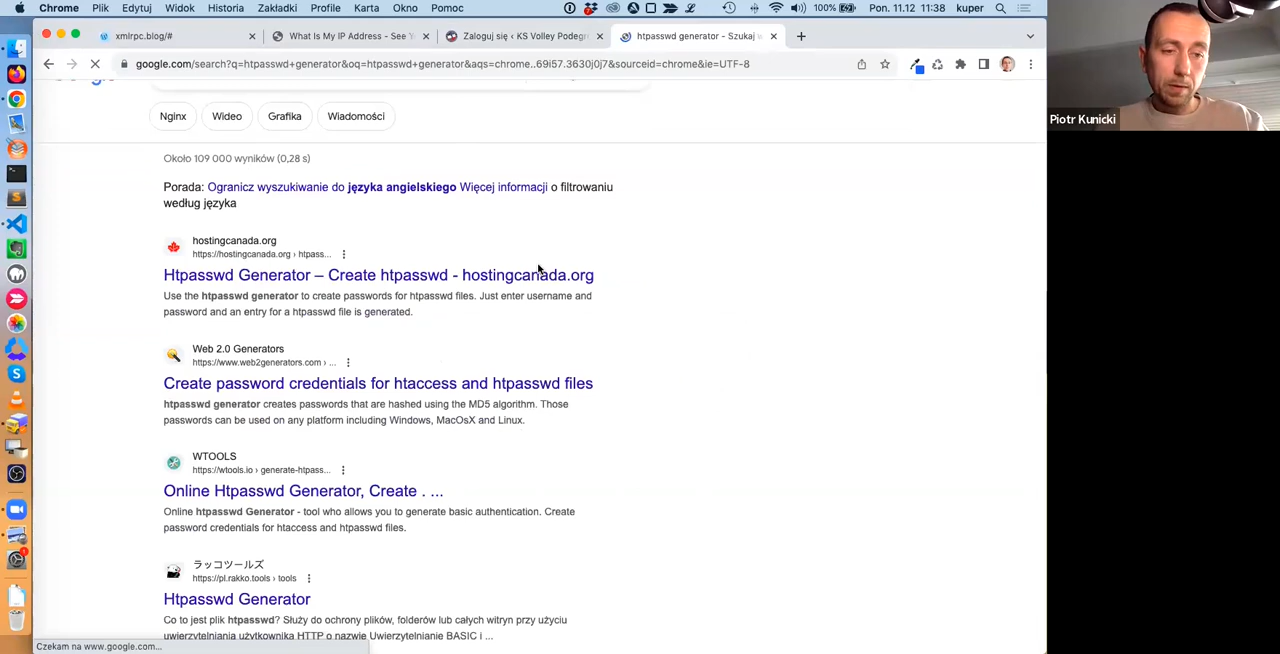 Chrome Plik Edytuj Widok Historia Zakładki Profile Karta Okno Pomoc 100% Pon. 11.12 11:38 kuper
xmlrpc.blog/# What Is My IP Address - See Y Zaloguj się ‹ KS Volley Podegr htpasswd generator - Szukaj w
google.com/search?q=htpasswd+generator&oq=htpasswd+generator&aqs=chrome..69i57.3630j0j7&sourceid=chrome&ie=UTF-8
Piotr Kunicki
Nginx Wideo Grafika Wiadomości
Około 109 000 wyników (0,28 s)
Porada: Ogranicz wyszukiwanie do języka angielskiego Więcej informacji o filtrowaniu
według języka
hostingcanada.org
https://hostingcanada.org › htpass...
Htpasswd Generator – Create htpasswd - hostingcanada.org
Use the htpasswd generator to create passwords for htpasswd files. Just enter username and
password and an entry for a htpasswd file is generated.
Web 2.0 Generators
https://www.web2generators.com › ...
Create password credentials for htaccess and htpasswd files
htpasswd generator creates passwords that are hashed using the MD5 algorithm. Those
passwords can be used on any platform including Windows, MacOsX and Linux.
WTOOLS
https://wtools.io › generate-htpass...
Online Htpasswd Generator, Create . ...
Online htpasswd Generator - tool who allows you to generate basic authentication. Create
password credentials for htaccess and htpasswd files.
ラッコツールズ
https://pl.rakko.tools › tools
Htpasswd Generator
Co to jest plik htpasswd? Służy do ochrony plików, folderów lub całych witryn przy użyciu
uwierzytelniania użytkownika HTTP o nazwie Uwierzytelnianie BASIC i ...
Czekam na www.google.com...